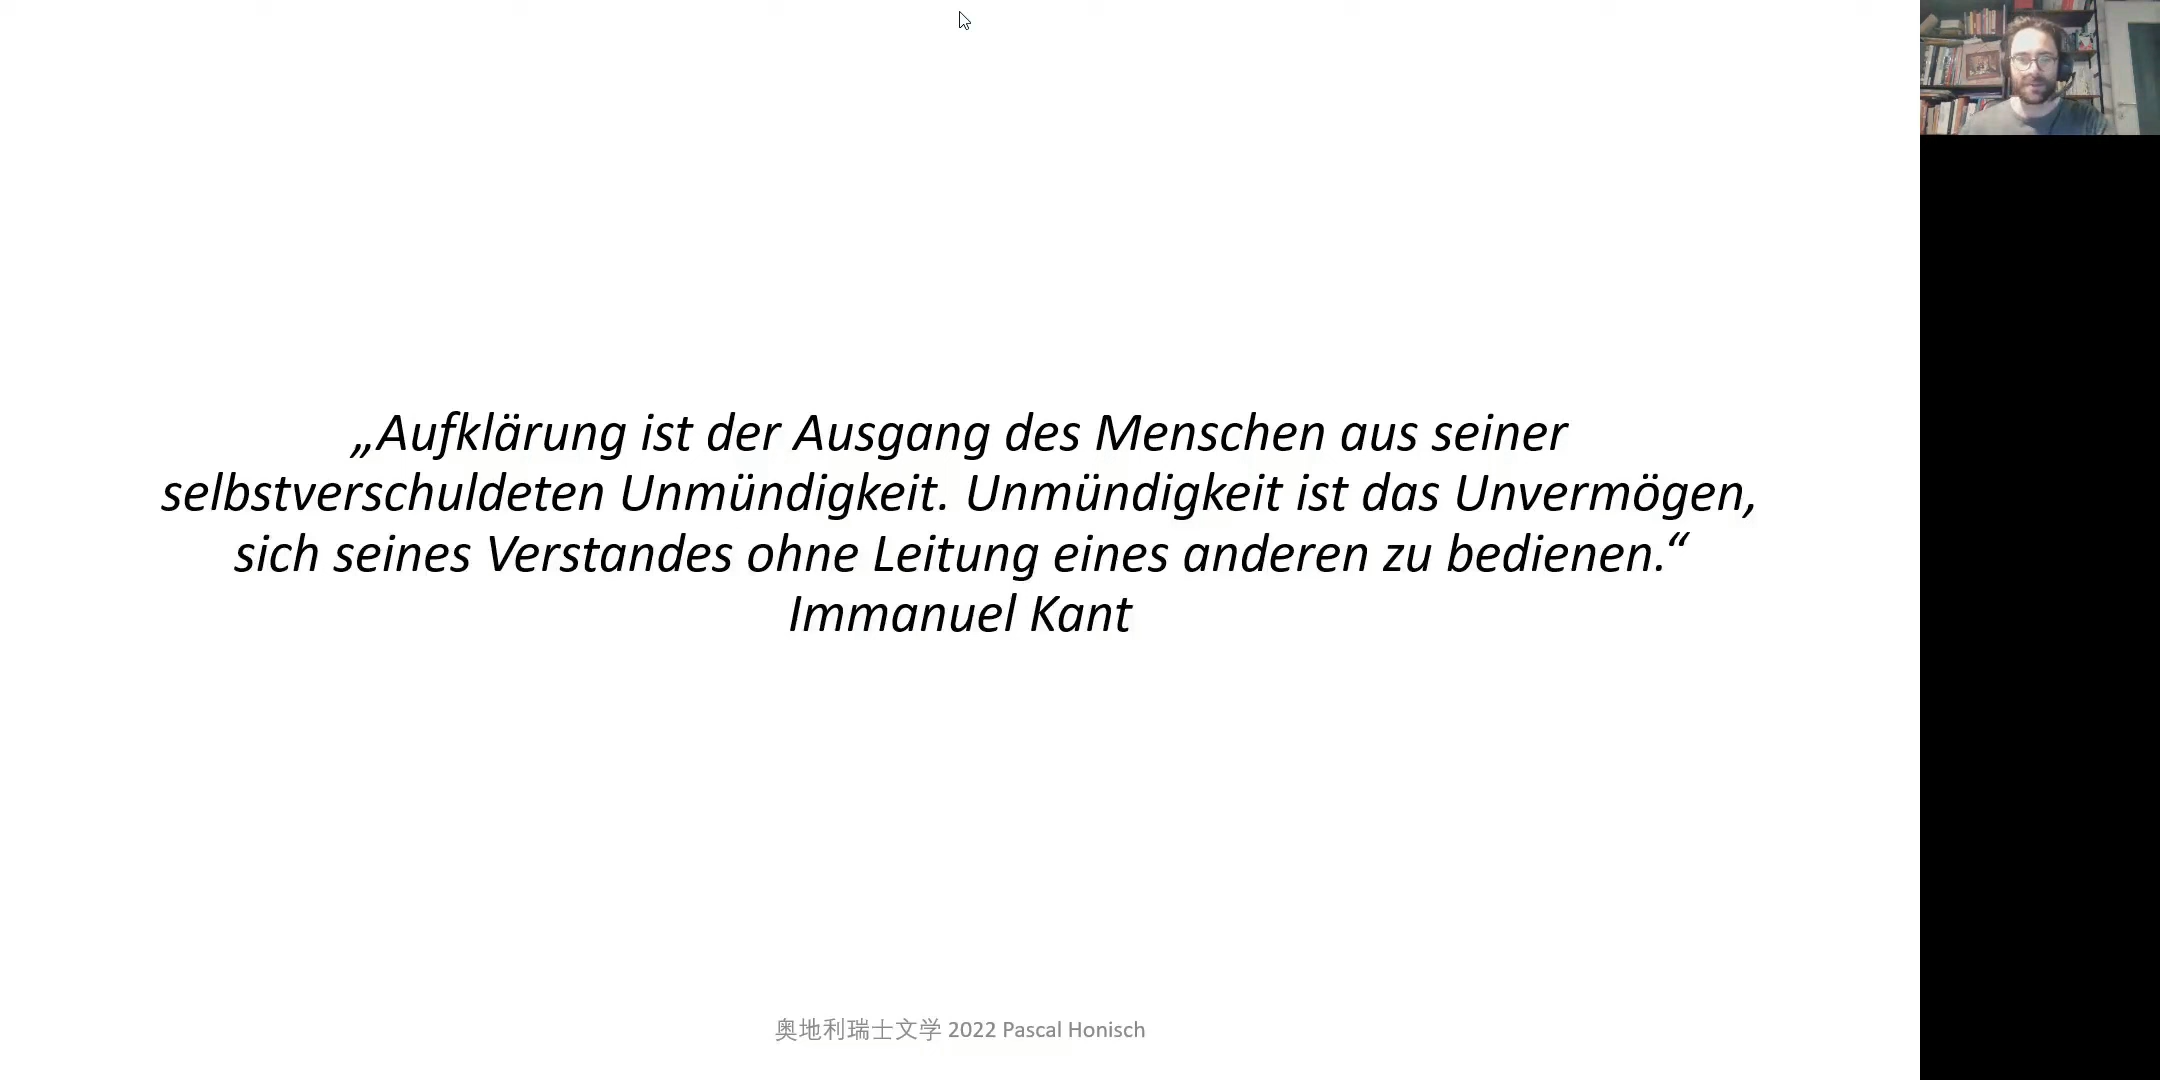 „Aufklärung ist der Ausgang des Menschen aus seiner
selbstverschuldeten Unmündigkeit. Unmündigkeit ist das Unvermögen,
sich seines Verstandes ohne Leitung eines anderen zu bedienen.“
Immanuel Kant
奥地利瑞士文学 2022 Pascal Honisch